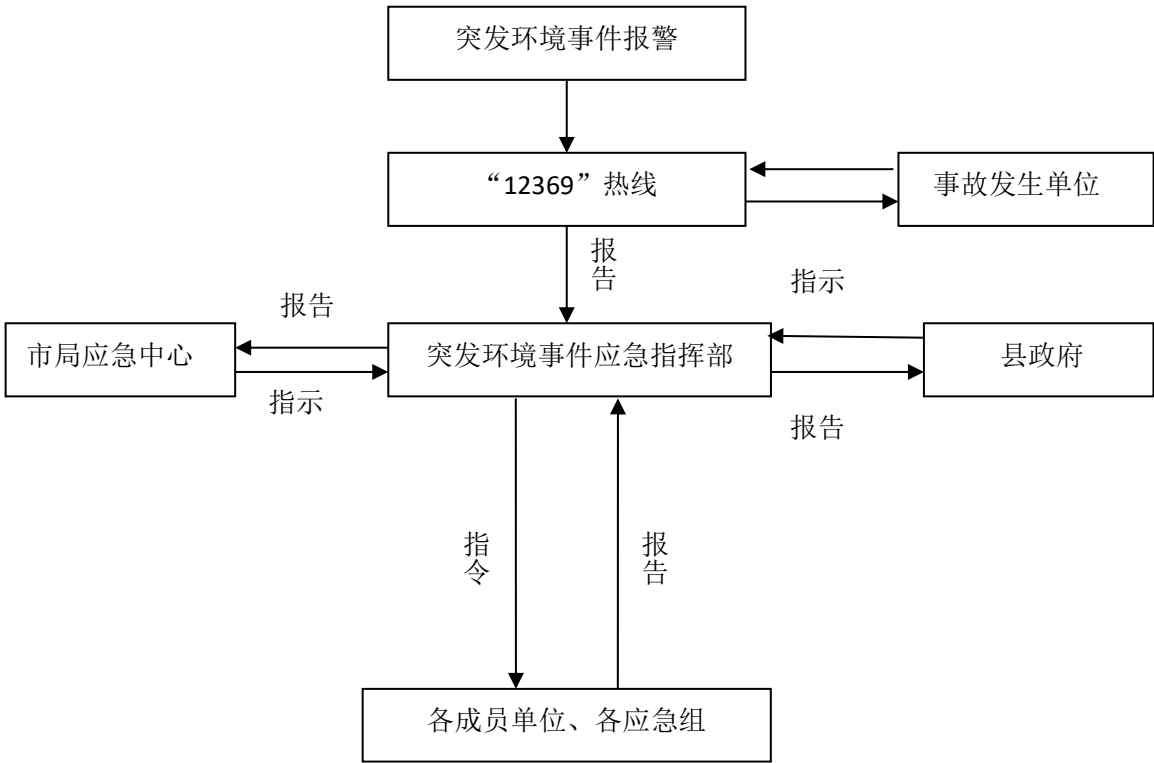 突发环境事件报警
“12369”热线
事故发生单位
报告
指示
报告
市局应急中心
突发环境事件应急指挥部
县政府
指示
报告
指令
报告
各成员单位、各应急组